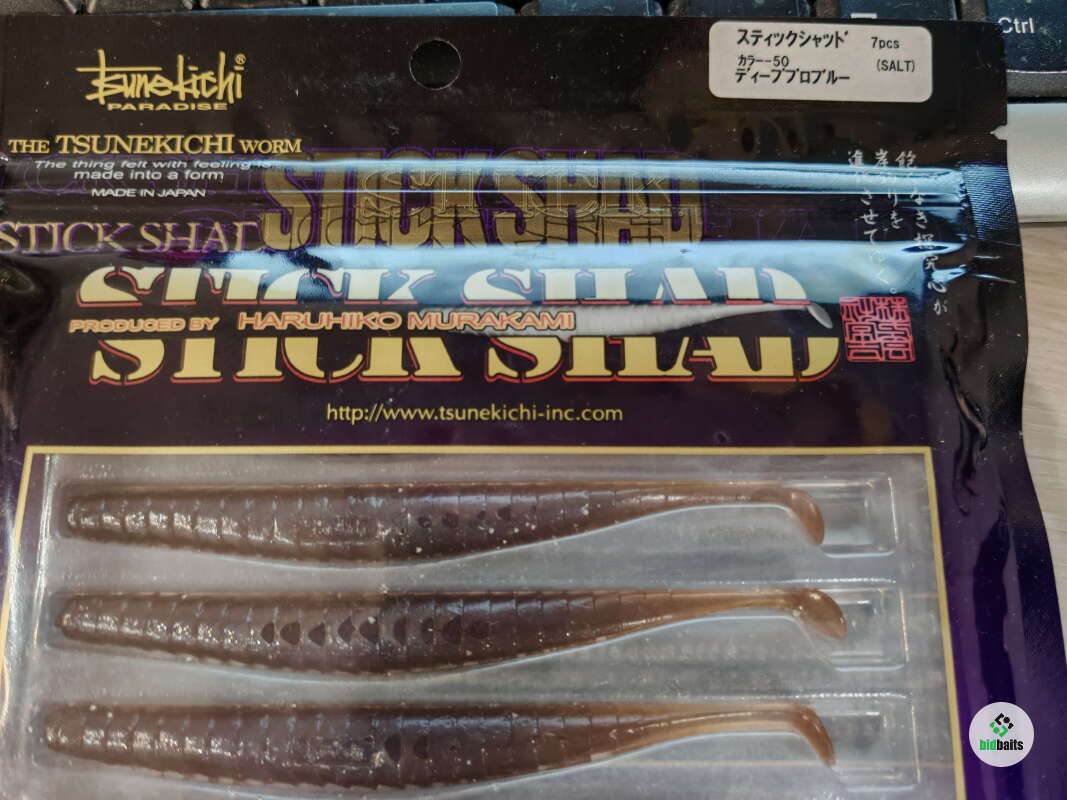 Ctrl
スティックシャッド 7pcs
カラー-50 (SALT)
ディーププロブルー
Tsunekichi®
PARADISE
THE TSUNEKICHI WORM
The thing felt with feeling is
made into a form
MADE IN JAPAN
STICK SHAD
STICK SHAD
STICK SHAD
PRODUCED BY HARUHIKO MURAKAMI
http://www.tsunekichi-inc.com
bidbaits